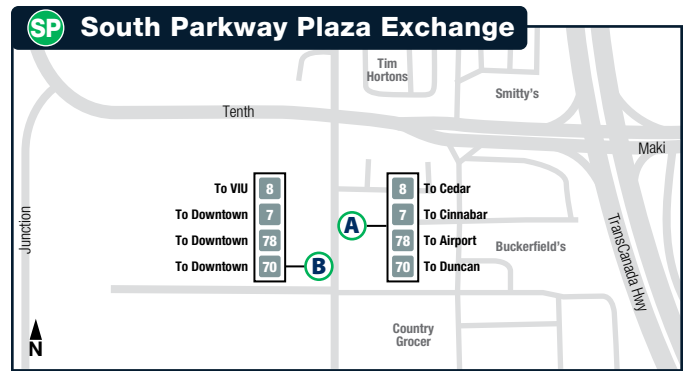 SP South Parkway Plaza Exchange
Tim
Hortons
Smitty's
Tenth
Maki
Junction
To VIU 8
To Downtown 7
To Downtown 78
To Downtown 70
B
A
8 To Cedar
7 To Cinnabar
78 To Airport
70 To Duncan
Buckerfield's
TransCanada Hwy
Country
Grocer
N